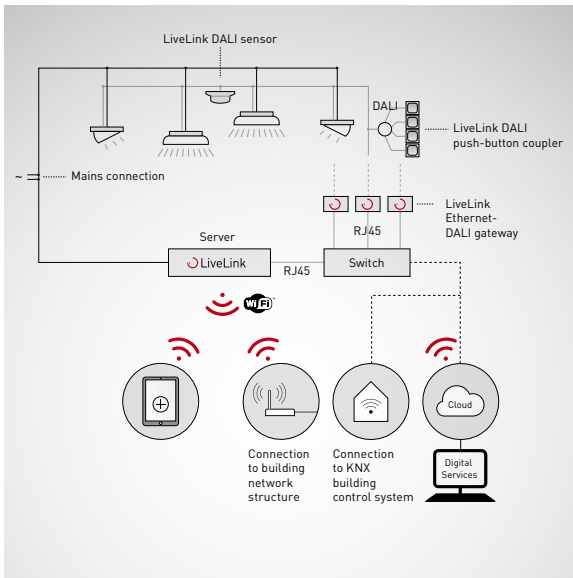 LiveLink DALI sensor
DALI
LiveLink DALI
push-button coupler
~
Mains connection
LiveLink
Ethernet-
DALI gateway
RJ45
Server
LiveLink
RJ45
Switch
WiFi™
Cloud
Connection
to building
network
structure
Connection
to KNX
building
control system
Digital
Services